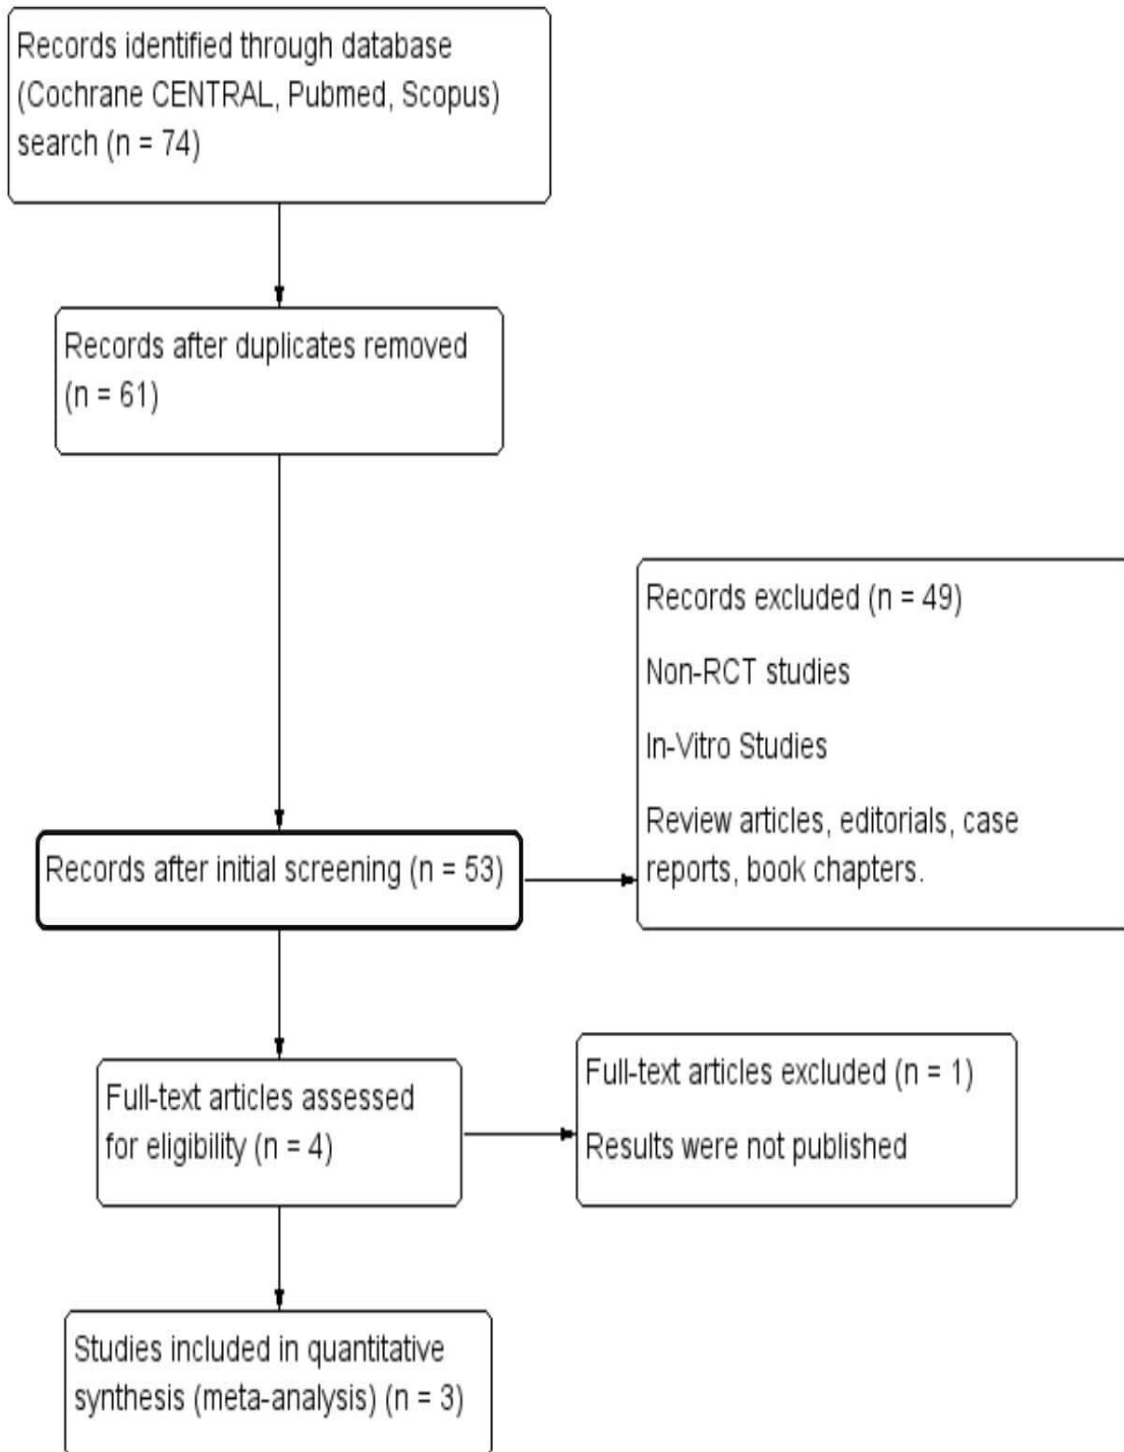 Records identified through database
(Cochrane CENTRAL, Pubmed, Scopus)
search (n = 74)
Records after duplicates removed
(n = 61)
Records excluded (n = 49)
Non-RCT studies
In-Vitro Studies
Review articles, editorials, case
reports, book chapters.
Records after initial screening (n = 53)
Full-text articles assessed
for eligibility (n = 4)
Full-text articles excluded (n = 1)
Results were not published
Studies included in quantitative
synthesis (meta-analysis) (n = 3)